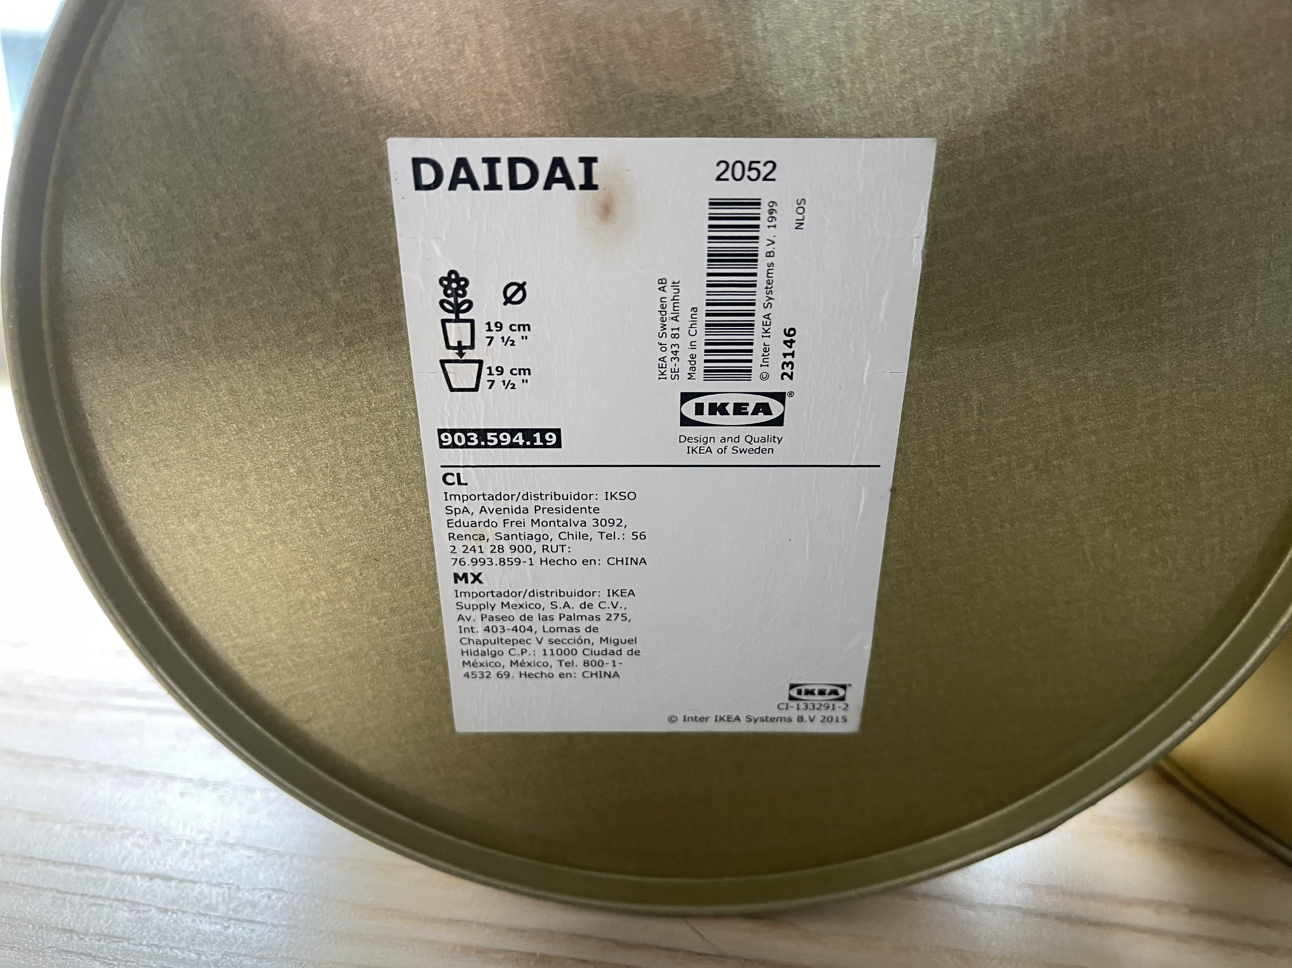 DAIDAI
2052
Ø
19 cm
7 ½ "
19 cm
7 ½ "
903.594.19
IKEA of Sweden AB
SE-343 81 Älmhult
Made in China
© Inter IKEA Systems B.V. 1999
23146
NLOS
IKEA®
Design and Quality
IKEA of Sweden
CL
Importador/distribuidor: IKSO
SpA, Avenida Presidente
Eduardo Frei Montalva 3092,
Renca, Santiago, Chile, Tel.: 56
2 241 28 900, RUT:
76.993.859-1 Hecho en: CHINA
MX
Importador/distribuidor: IKEA
Supply Mexico, S.A. de C.V.,
Av. Paseo de las Palmas 275,
Int. 403-404, Lomas de
Chapultepec V sección, Miguel
Hidalgo C.P.: 11000 Ciudad de
México, México, Tel. 800-1-
4532 69. Hecho en: CHINA
IKEA
CI-133291-2
© Inter IKEA Systems B.V 2015